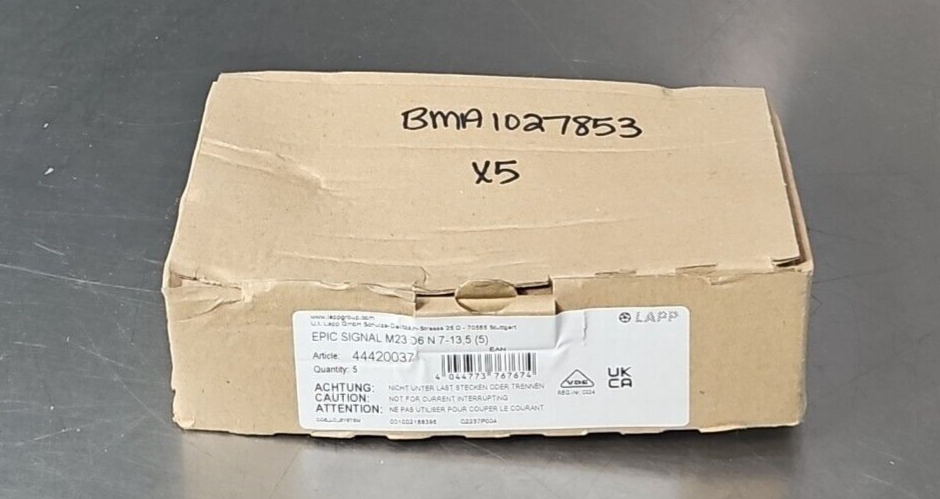 BMA1027853
X5
www.lappgroup.com
LAPP
U.I. Lapp GmbH Schulze-Delitzsch-Strasse 25 D - 70565 Stuttgart
EPIC SIGNAL M23 D6 N 7-13,5 (5)
EAN
Article: 44420037
Quantity: 5
4 044773 767674
VDE
UK
CA
ACHTUNG: NICHT UNTER LAST STECKEN ODER TRENNEN
CAUTION: NOT FOR CURRENT INTERRUPTING
ATTENTION: NE PAS UTILISER POUR COUPER LE COURANT